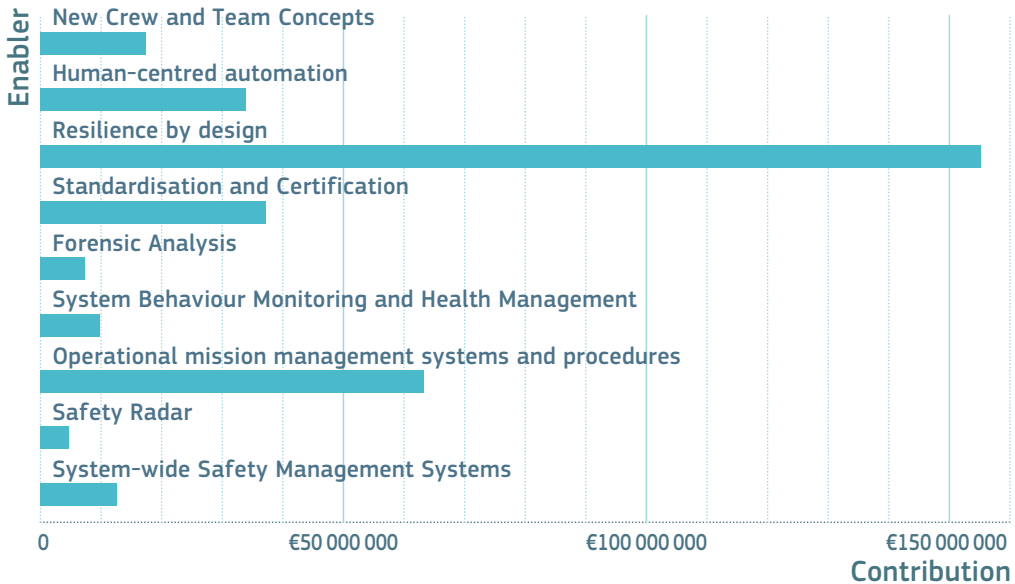 Enabler
New Crew and Team Concepts
Human-centred automation
Resilience by design
Standardisation and Certification
Forensic Analysis
System Behaviour Monitoring and Health Management
Operational mission management systems and procedures
Safety Radar
System-wide Safety Management Systems
0 €50 000 000 €100 000 000 €150 000 000
Contribution